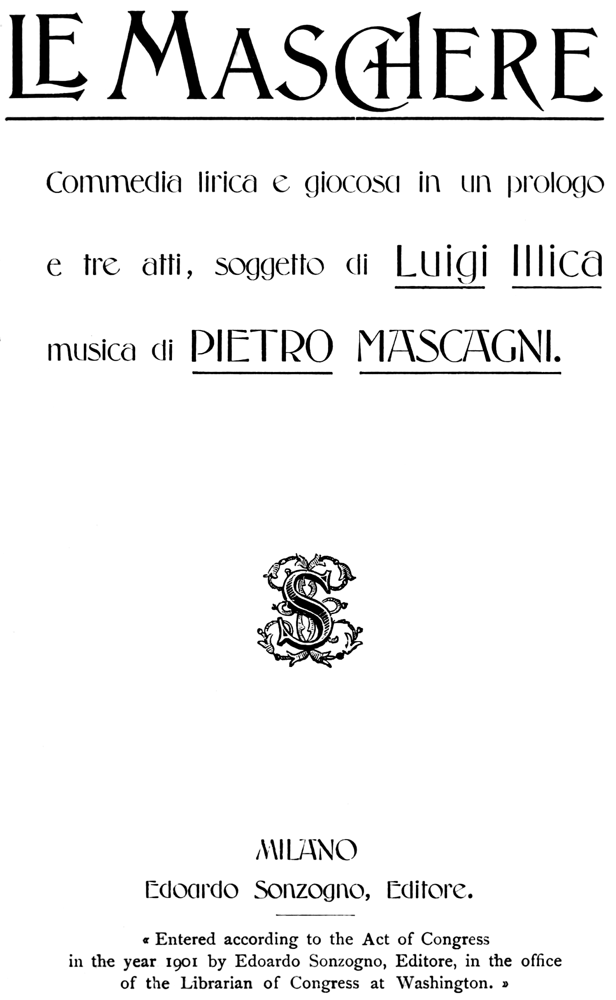 LE MASCHERE
Commedia lirica e giocosa in un prologo
e tre atti, soggetto di Luigi Illica
musica di PIETRO MASCAGNI.
S
MILANO
Edoardo Sonzogno, Editore.
« Entered according to the Act of Congress
in the year 1901 by Edoardo Sonzogno, Editore, in the office
of the Librarian of Congress at Washington. »